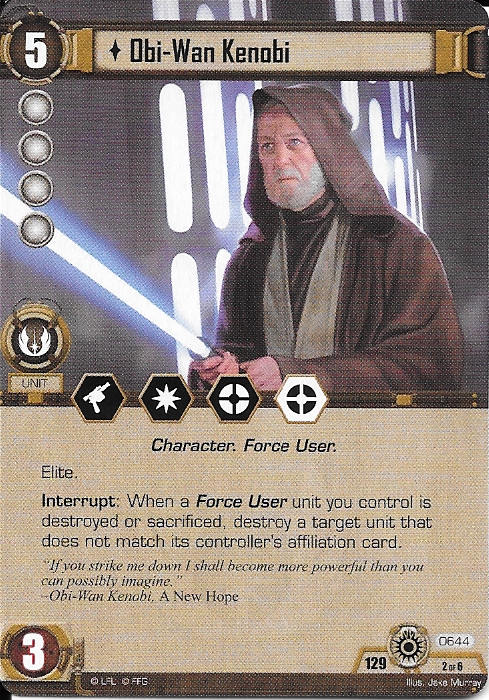 5
Obi-Wan Kenobi
UNIT
Character. Force User.
Elite.
Interrupt: When a Force User unit you control is
destroyed or sacrificed, destroy a target unit that
does not match its controller's affiliation card.
"If you strike me down I shall become more powerful than you
can possibly imagine."
–Obi-Wan Kenobi, A New Hope
3
© LFL © FFG
129
0644
2 OF 6
Illus. Jake Murray